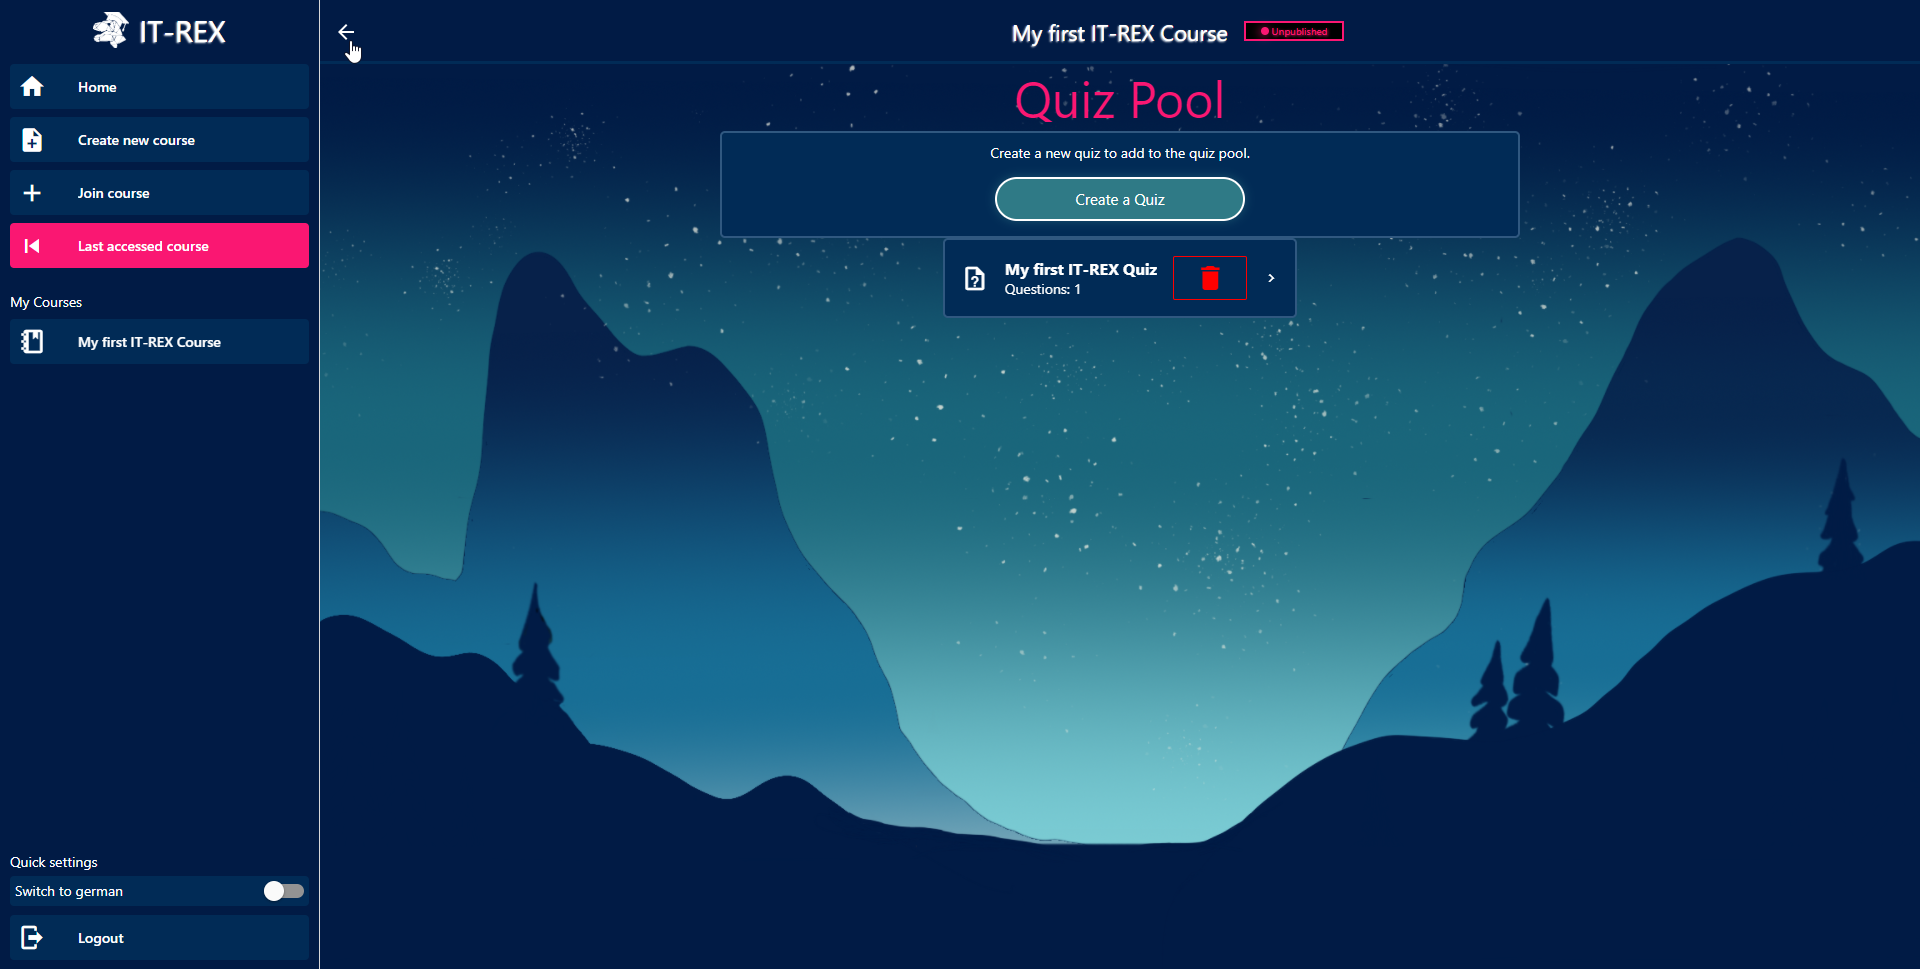 IT-REX
Home
Create new course
Join course
Last accessed course
My Courses
My first IT-REX Course
Quick settings
Switch to german
Logout
My first IT-REX Course
Unpublished
Quiz Pool
Create a new quiz to add to the quiz pool.
Create a Quiz
My first IT-REX Quiz
Questions: 1